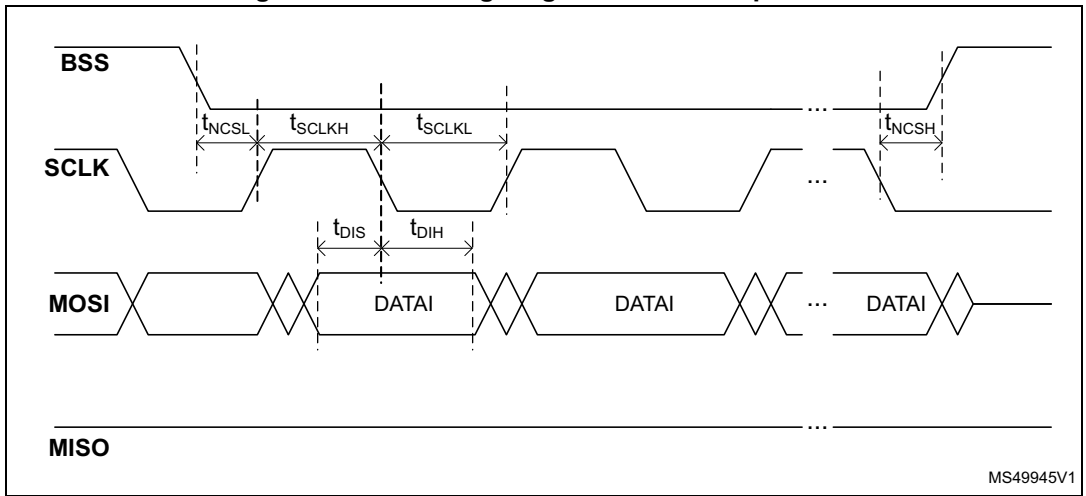 BSS
...
tNCSL tSCLKH tSCLKL tNCSH
SCLK
...
tDIS tDIH
MOSI DATAI DATAI ... DATAI
...
MISO
MS49945V1